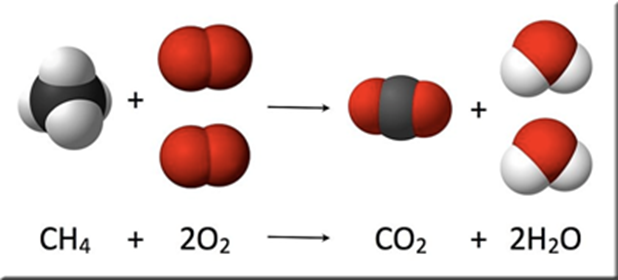 + → +
CH₄ + 2O₂ → CO₂ + 2H₂O